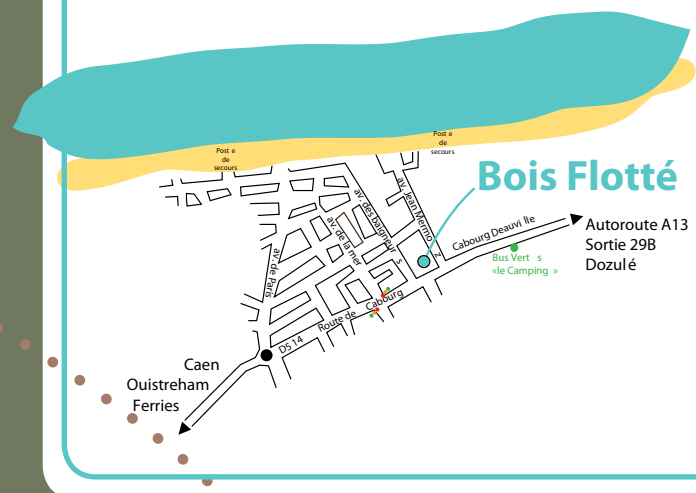 Post e
de
secours
Post e
de
secours
Bois Flotté
av. des baigneur s
av. Jean Mermo z
av. de la mer
av. de Paris
Cabourg Deauvi lle
Autoroute A13
Sortie 29B
Dozulé
Bus Vert s
«le Camping »
Route de Cabourg
DS 14
Caen
Ouistreham
Ferries